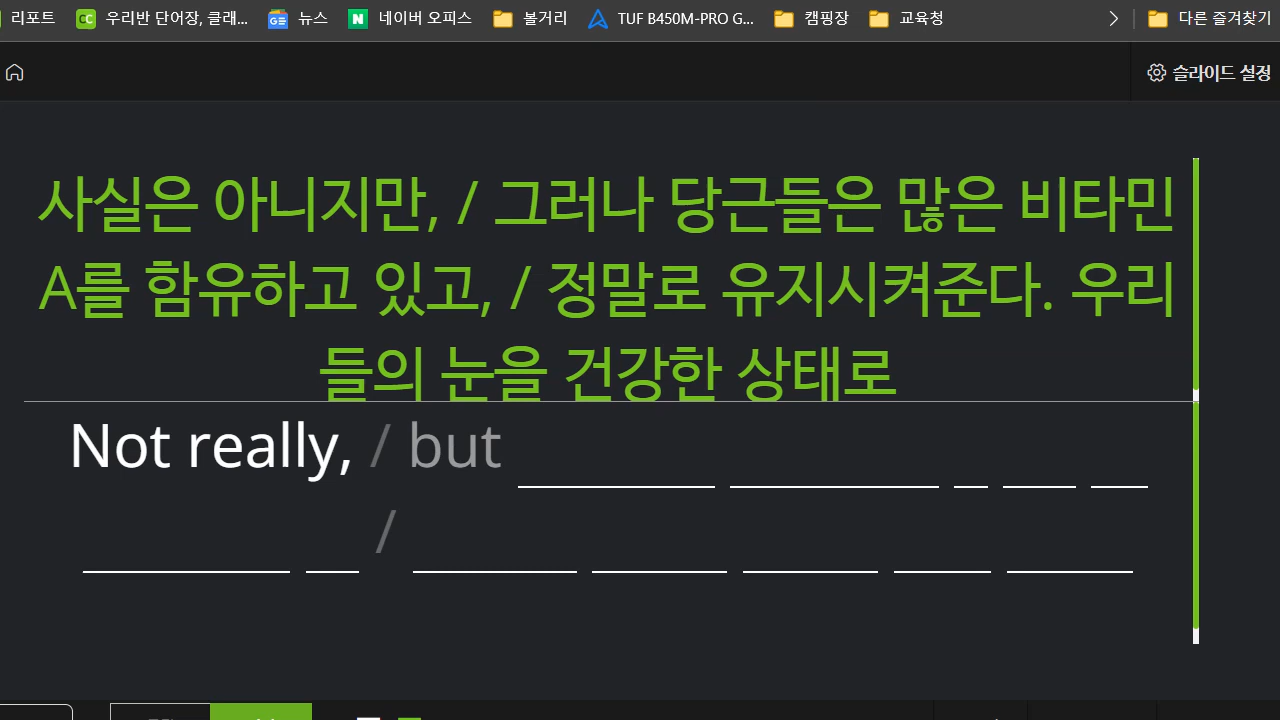 리포트 우리반 단어장, 클래... 뉴스 네이버 오피스 볼거리 TUF B450M-PRO G... 캠핑장 교육청 다른 즐겨찾기
슬라이드 설정
사실은 아니지만, / 그러나 당근들은 많은 비타민
A를 함유하고 있고, / 정말로 유지시켜준다. 우리
들의 눈을 건강한 상태로
Not really, / but
/